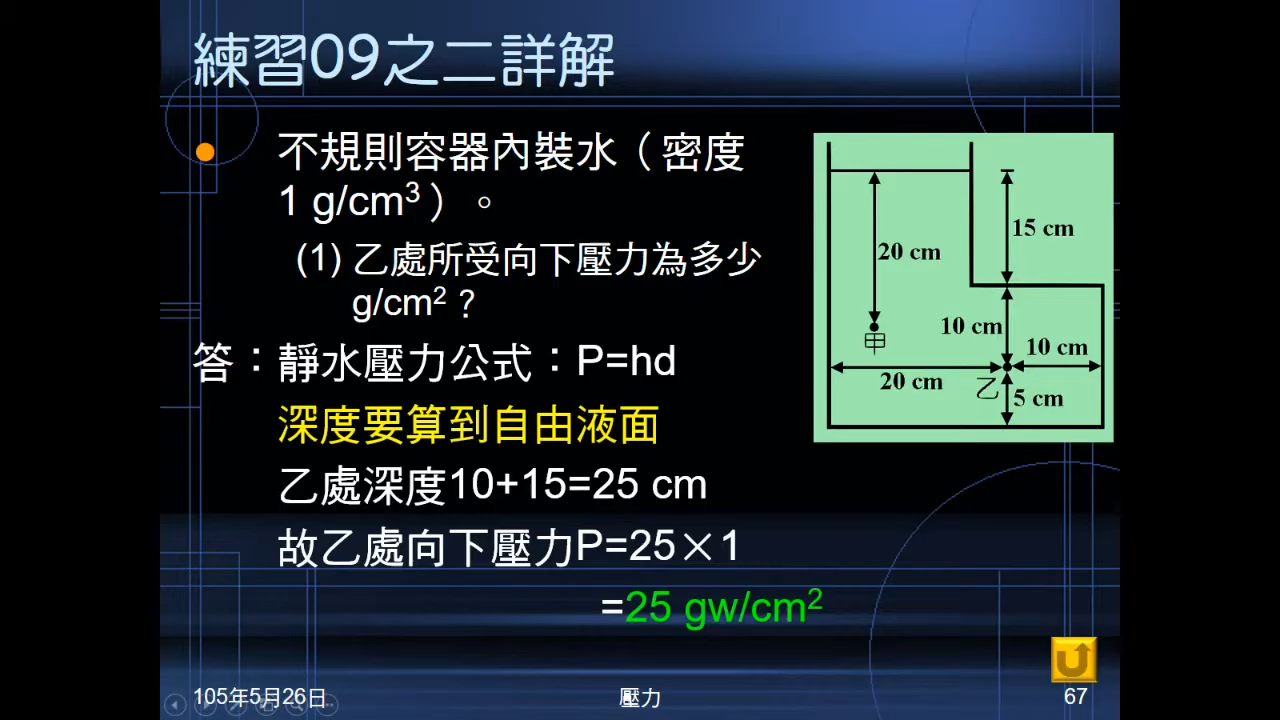 練習09之二詳解
不規則容器內裝水（密度
1 g/cm³）。
(1) 乙處所受向下壓力為多少
g/cm²？
答：靜水壓力公式：P=hd
深度要算到自由液面
乙處深度10+15=25 cm
故乙處向下壓力P=25×1
=25 gw/cm²
15 cm
20 cm
10 cm
甲
10 cm
20 cm
乙
5 cm
105年5月26日
壓力
67